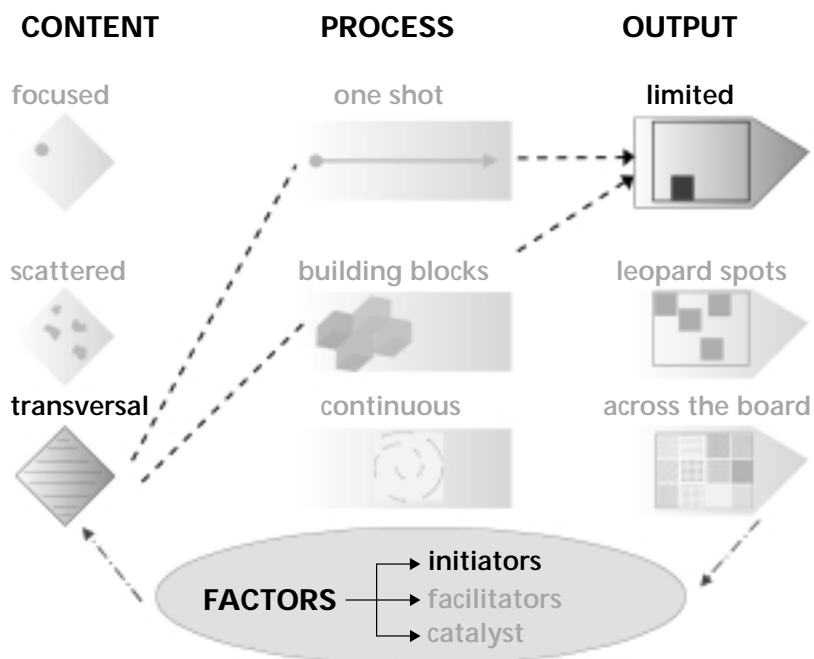 CONTENT PROCESS OUTPUT
focused one shot limited
scattered building blocks leopard spots
transversal continuous across the board
initiators
FACTORS facilitators
catalyst